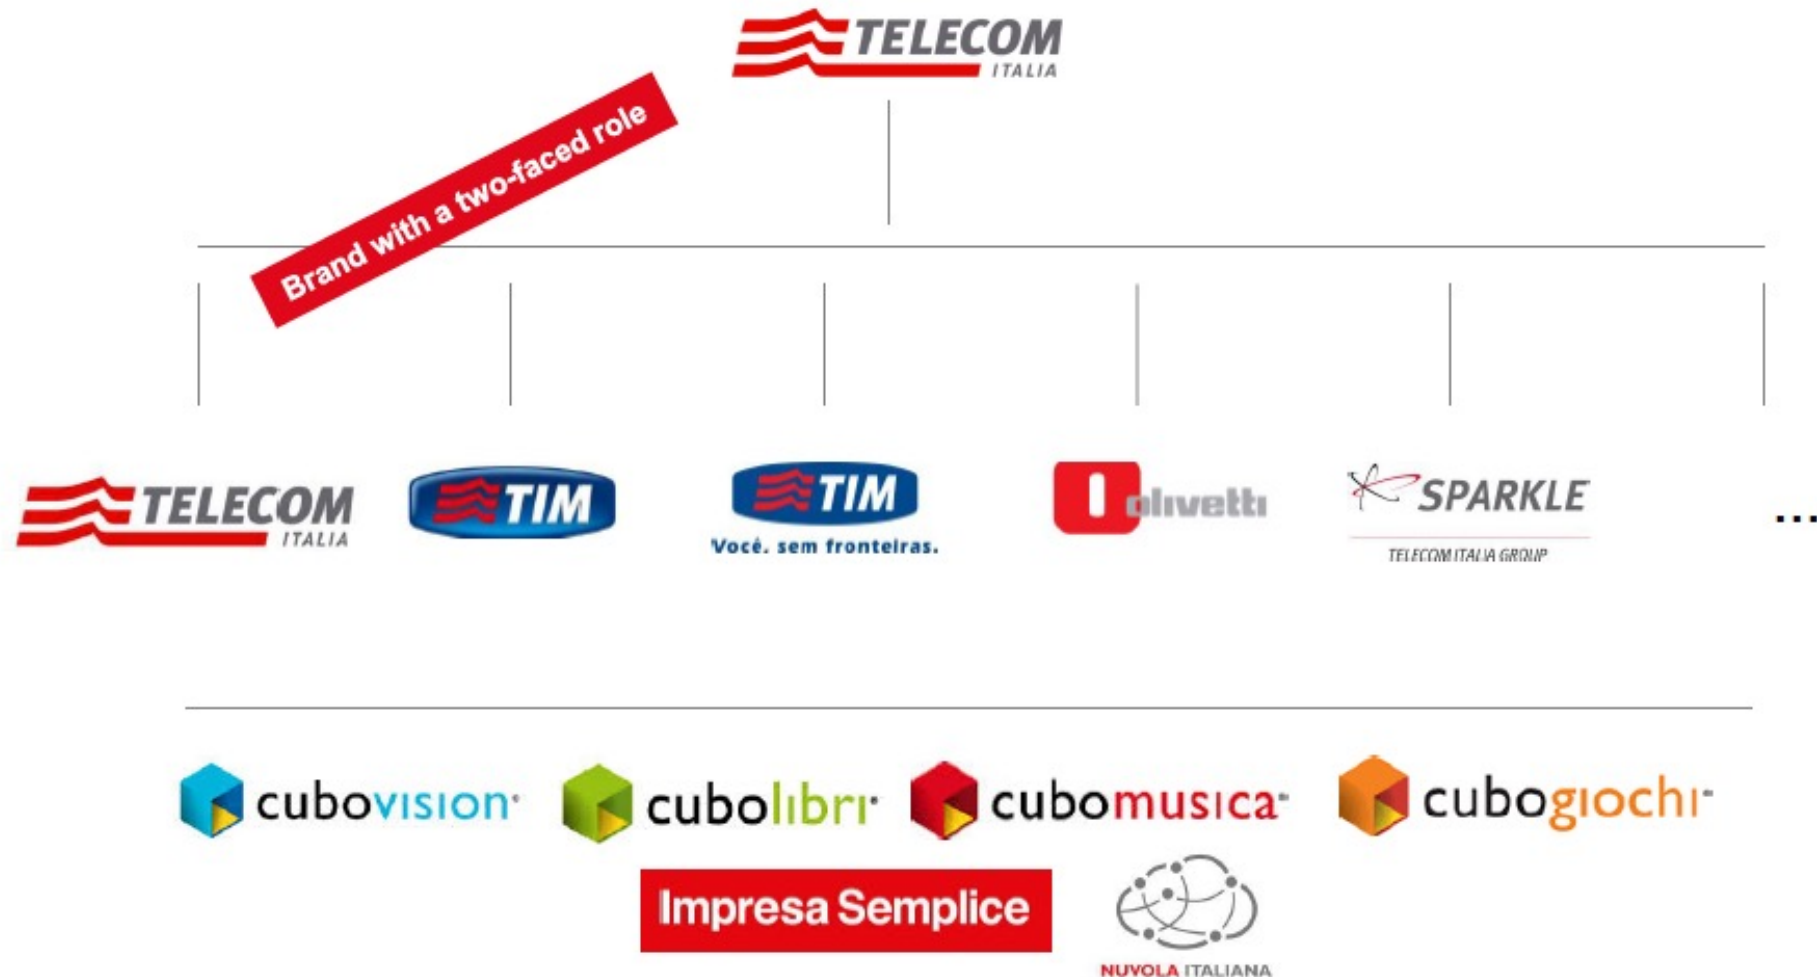 TELECOM
ITALIA
Brand with a two-faced role
TELECOM
ITALIA
TIM
TIM
Você, sem fronteiras.
olivetti
SPARKLE
TELECOM ITALIA GROUP
...
cubovision
cubolibri
cubomusica
cubogiochi
Impresa Semplice
NUVOLA ITALIANA